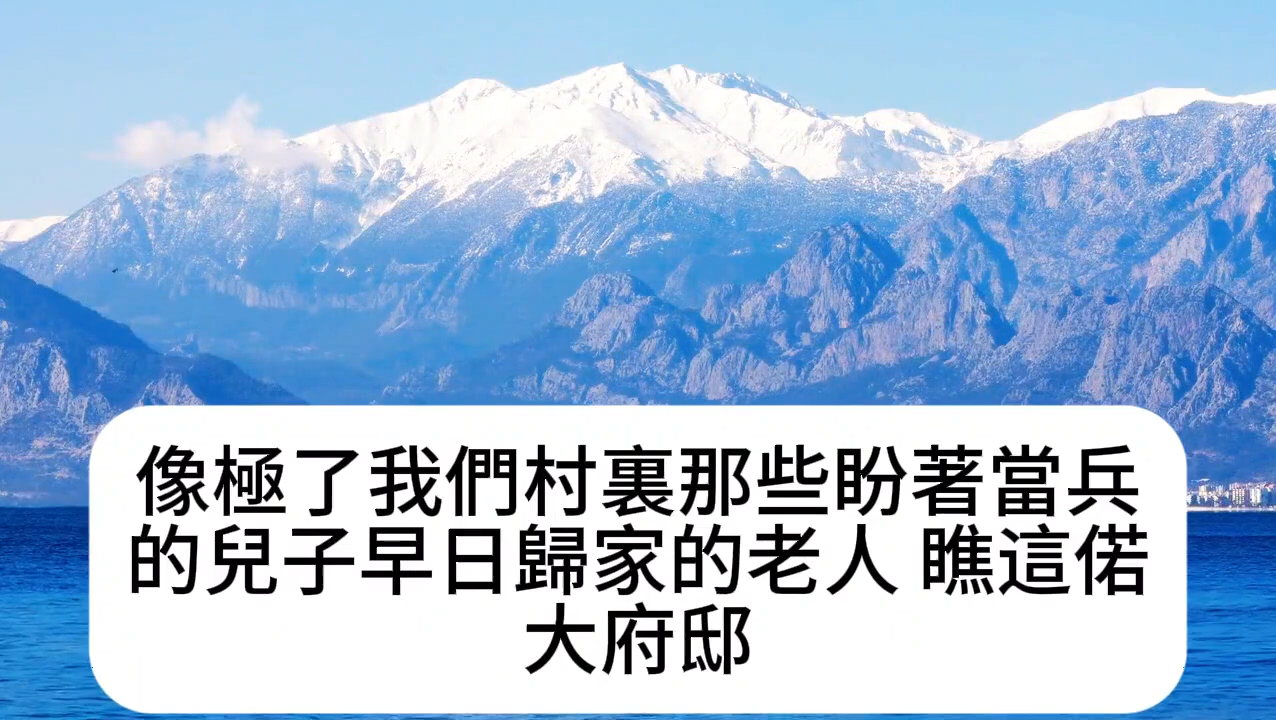 像極了我們村裏那些盼著當兵
的兒子早日歸家的老人 瞧這偌
大府邸